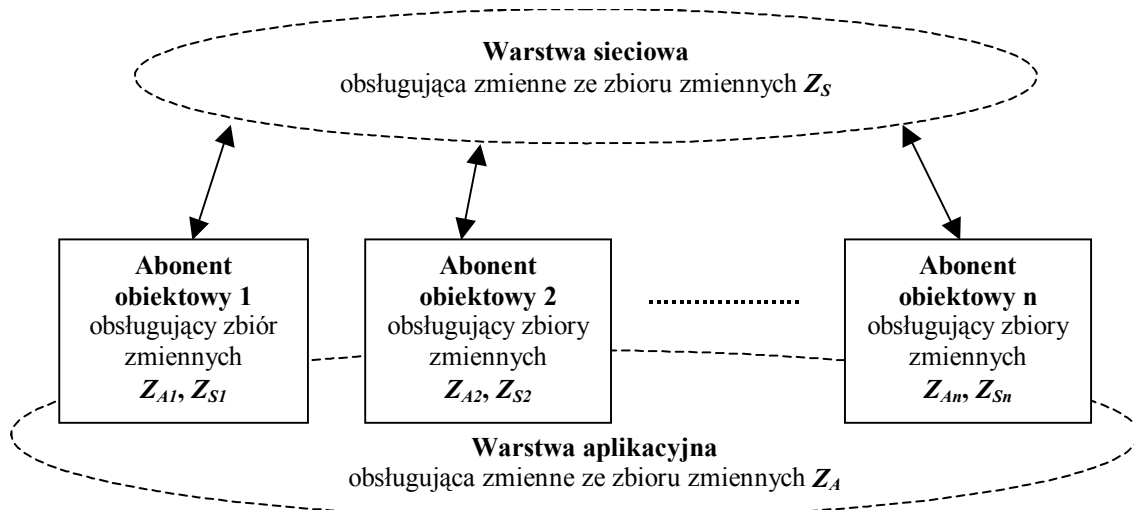 Warstwa sieciowa
obsługująca zmienne ze zbioru zmiennych Z_S
Abonent
obiektowy 1
obsługujący zbiór
zmiennych
Z_A1, Z_S1
Abonent
obiektowy 2
obsługujący zbiory
zmiennych
Z_A2, Z_S2
Abonent
obiektowy n
obsługujący zbiory
zmiennych
Z_An, Z_Sn
Warstwa aplikacyjna
obsługująca zmienne ze zbioru zmiennych Z_A